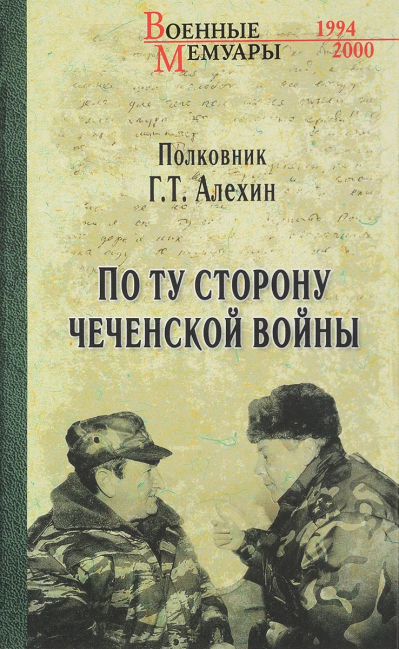 Военные
Мемуары
1994
2000
Полковник
Г.Т. Алехин
По ту сторону
чеченской войны